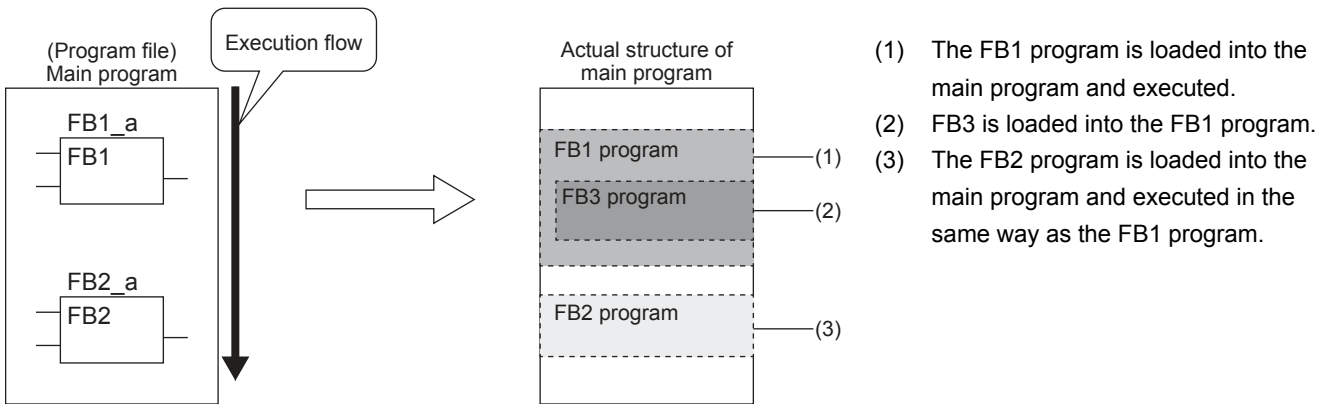 (Program file)
Main program
Execution flow
FB1_a
FB1
FB2_a
FB2
Actual structure of
main program
FB1 program
(1)
FB3 program
(2)
FB2 program
(3)
(1) The FB1 program is loaded into the
main program and executed.
(2) FB3 is loaded into the FB1 program.
(3) The FB2 program is loaded into the
main program and executed in the
same way as the FB1 program.